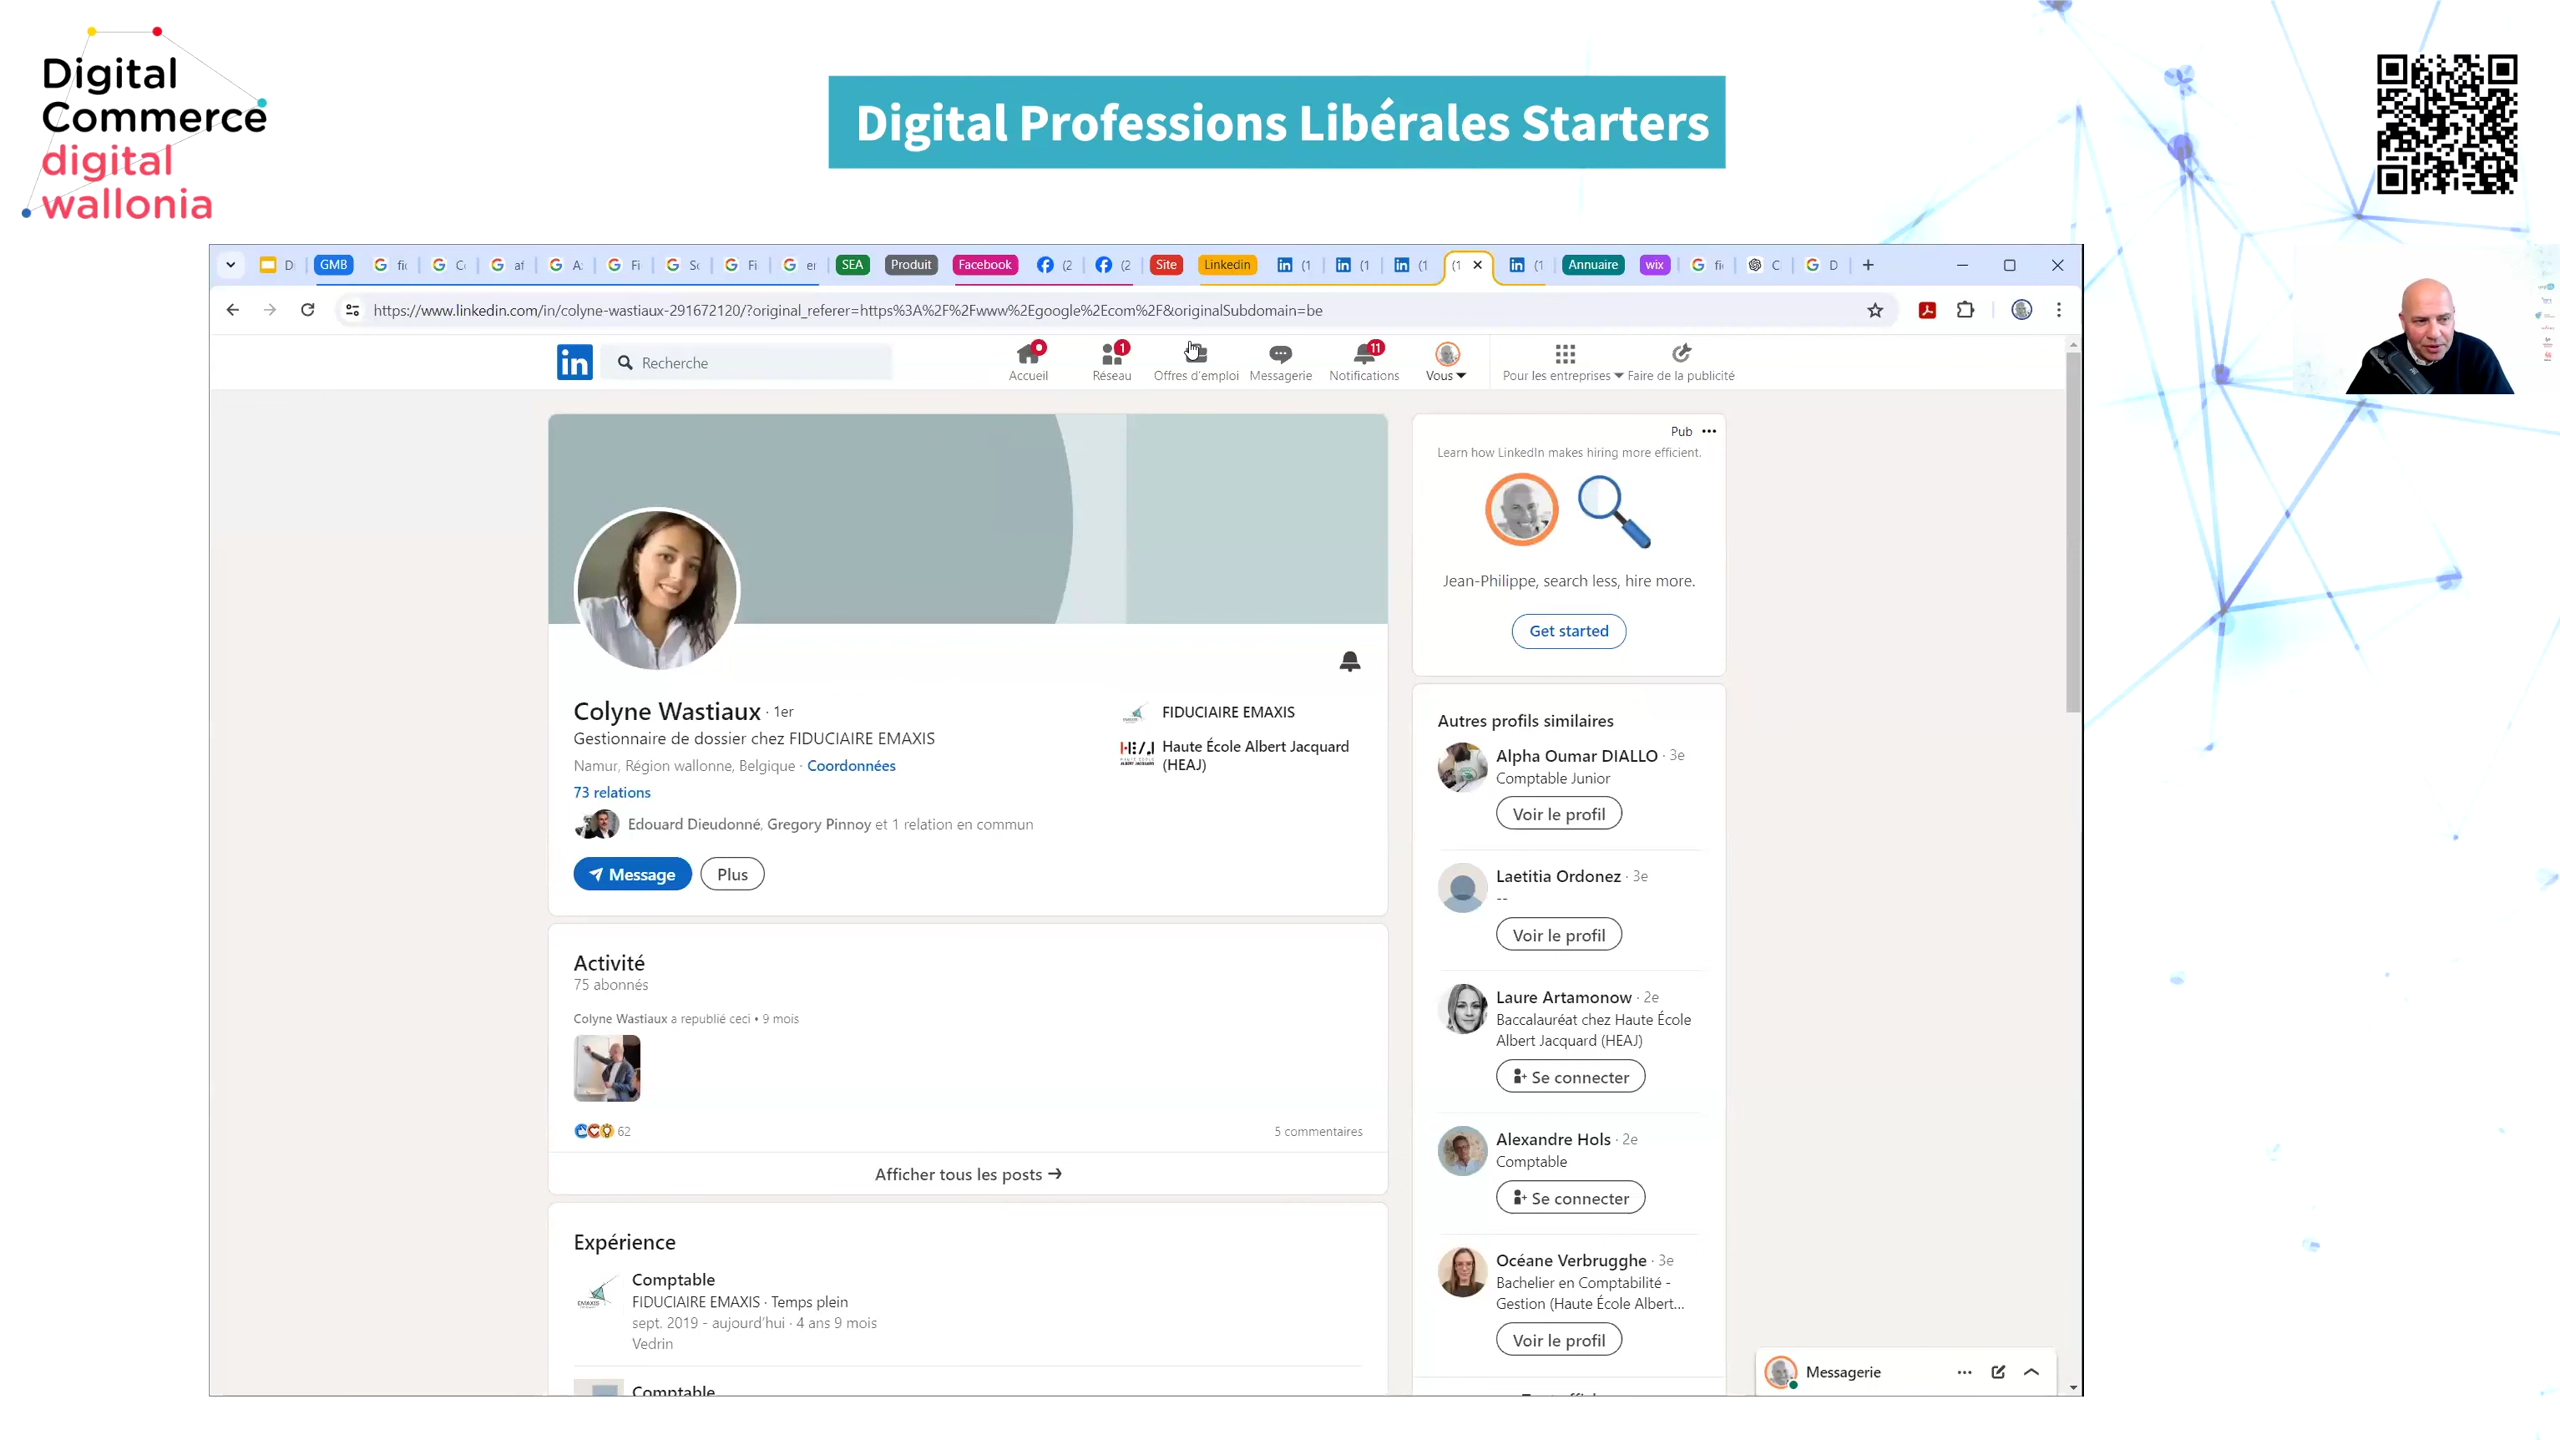 Digital
Commerce
digital
wallonia
Digital Professions Libérales Starters
GMB
SEA
Produit
Facebook
(2
(2
Site
Linkedin
(1
(1
(1
(1
(1
Annuaire
wix
https://www.linkedin.com/in/colyne-wastiaux-291672120/?original_referer=https%3A%2F%2Fwww%2Egoogle%2Ecom%2F&originalSubdomain=be
Recherche
Accueil
1
Réseau
Offres d'emploi
Messagerie
11
Notifications
Vous
Pour les entreprises
Faire de la publicité
Colyne Wastiaux · 1er
Gestionnaire de dossier chez FIDUCIAIRE EMAXIS
Namur, Région wallonne, Belgique · Coordonnées
73 relations
Edouard Dieudonné, Gregory Pinnoy et 1 relation en commun
Message
Plus
FIDUCIAIRE EMAXIS
Haute École Albert Jacquard
(HEAJ)
Activité
75 abonnés
Colyne Wastiaux a republié ceci • 9 mois
62
5 commentaires
Afficher tous les posts →
Expérience
Comptable
FIDUCIAIRE EMAXIS · Temps plein
sept. 2019 - aujourd'hui · 4 ans 9 mois
Vedrin
Comptable
Pub
Learn how LinkedIn makes hiring more efficient.
Jean-Philippe, search less, hire more.
Get started
Autres profils similaires
Alpha Oumar DIALLO · 3e
Comptable Junior
Voir le profil
Laetitia Ordonez · 3e
--
Voir le profil
Laure Artamonow · 2e
Baccalauréat chez Haute École
Albert Jacquard (HEAJ)
Se connecter
Alexandre Hols · 2e
Comptable
Se connecter
Océane Verbrugghe · 3e
Bachelier en Comptabilité -
Gestion (Haute École Albert...
Voir le profil
Messagerie